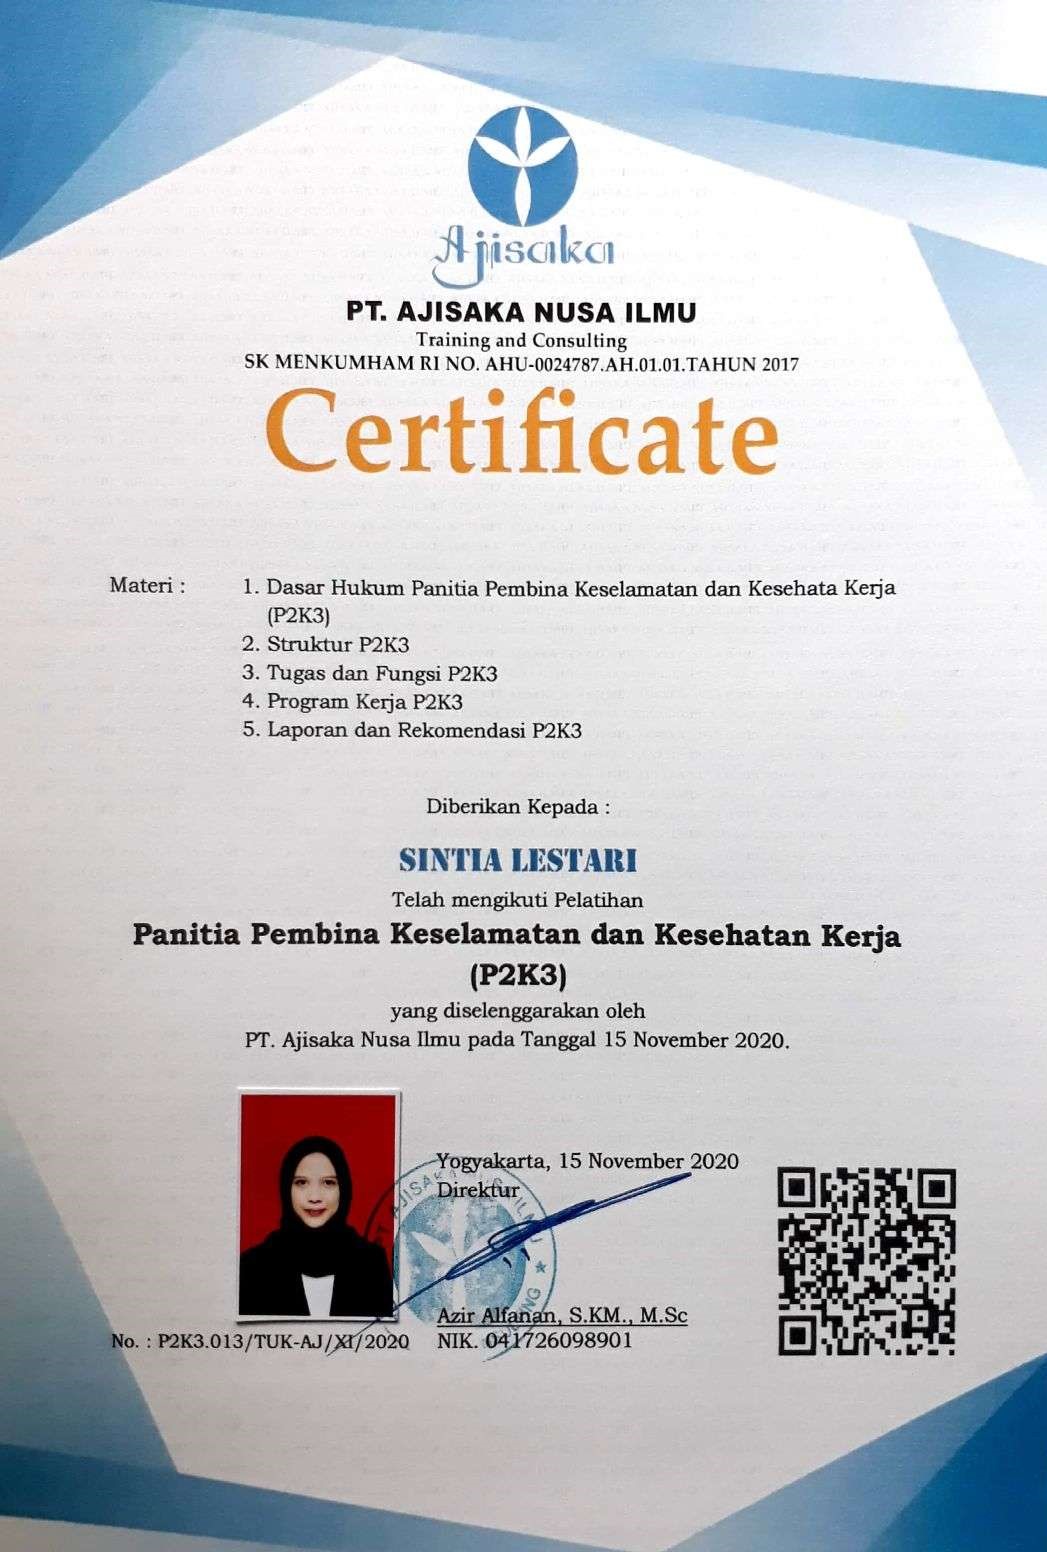 Ajisaka
PT. AJISAKA NUSA ILMU
Training and Consulting
SK MENKUMHAM RI NO. AHU-0024787.AH.01.01.TAHUN 2017
Certificate
Materi :
1. Dasar Hukum Panitia Pembina Keselamatan dan Kesehata Kerja
(P2K3)
2. Struktur P2K3
3. Tugas dan Fungsi P2K3
4. Program Kerja P2K3
5. Laporan dan Rekomendasi P2K3
Diberikan Kepada :
SINTIA LESTARI
Telah mengikuti Pelatihan
Panitia Pembina Keselamatan dan Kesehatan Kerja
(P2K3)
yang diselenggarakan oleh
PT. Ajisaka Nusa Ilmu pada Tanggal 15 November 2020.
Yogyakarta, 15 November 2020
Direktur
Azir Alfanan, S.KM., M.Sc
No. : P2K3.013/TUK-AJ/XI/2020
NIK. 041726098901